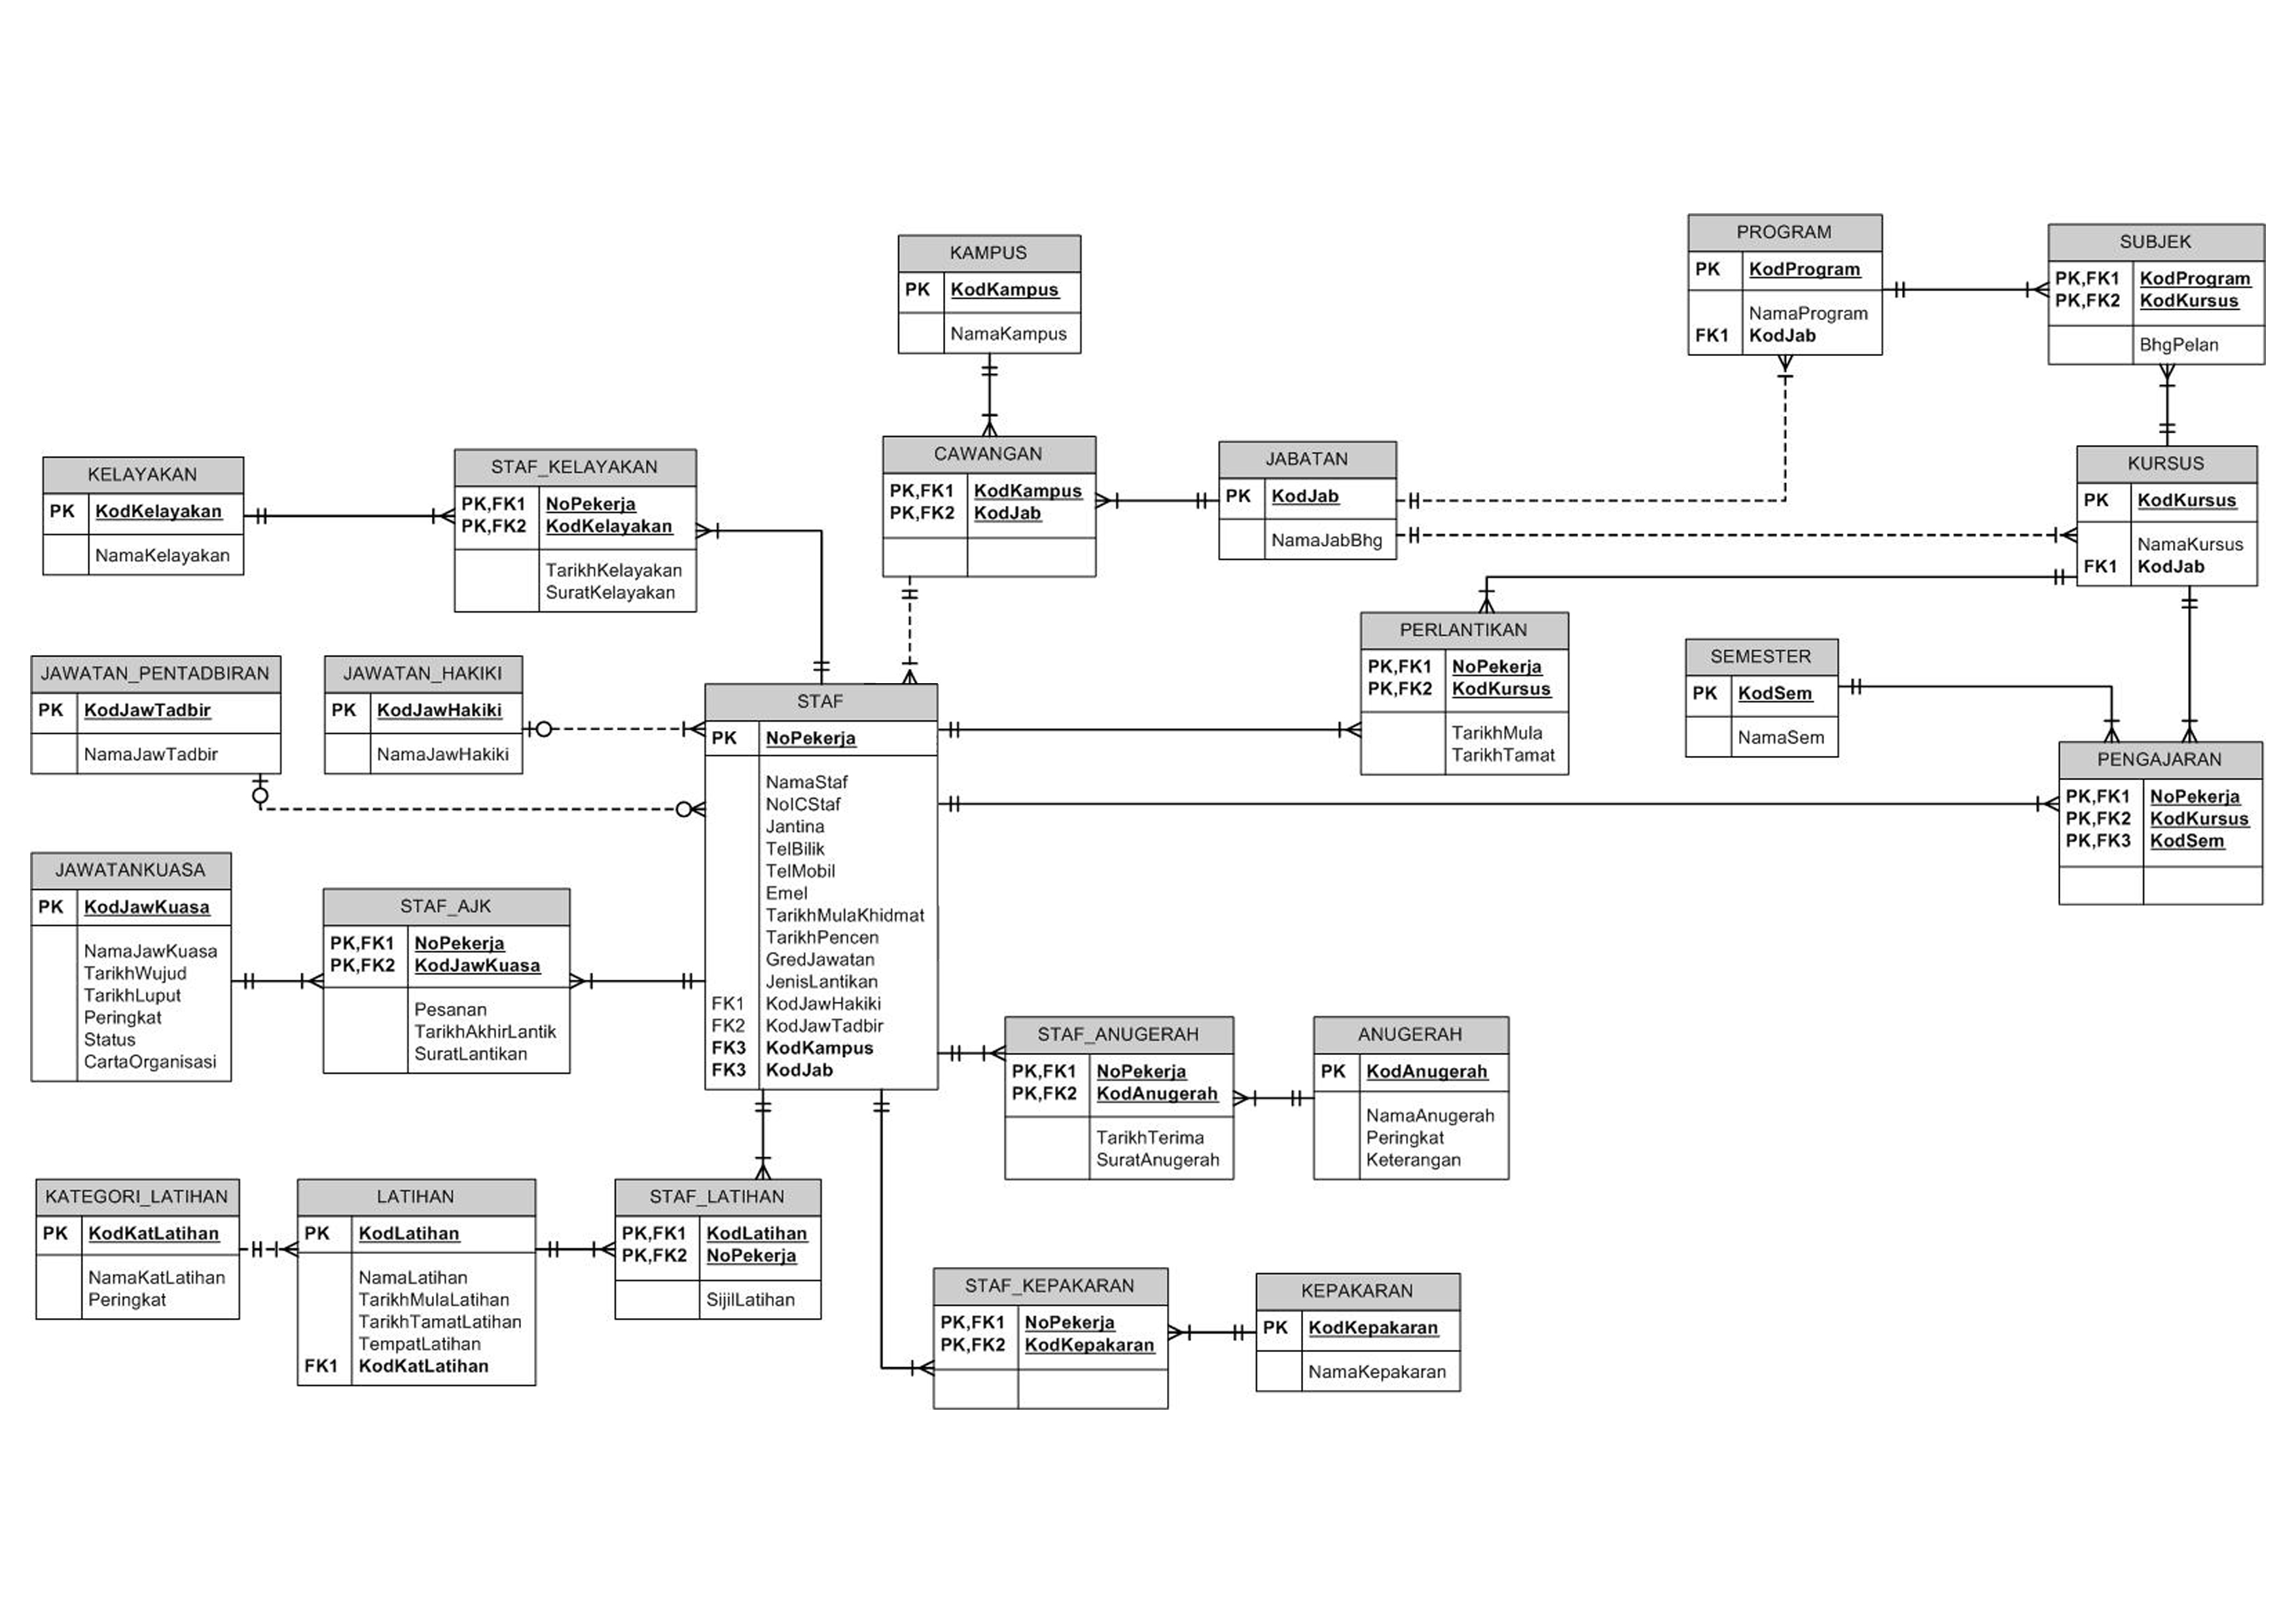 KAMPUS
PK KodKampus
NamaKampus
PROGRAM
PK KodProgram
NamaProgram
FK1 KodJab
SUBJEK
PK,FK1 KodProgram
PK,FK2 KodKursus
BhgPelan
KELAYAKAN
PK KodKelayakan
NamaKelayakan
STAF_KELAYAKAN
PK,FK1 NoPekerja
PK,FK2 KodKelayakan
TarikhKelayakan
SuratKelayakan
CAWANGAN
PK,FK1 KodKampus
PK,FK2 KodJab
JABATAN
PK KodJab
NamaJabBhg
KURSUS
PK KodKursus
NamaKursus
FK1 KodJab
JAWATAN_PENTADBIRAN
PK KodJawTadbir
NamaJawTadbir
JAWATAN_HAKIKI
PK KodJawHakiki
NamaJawHakiki
STAF
PK NoPekerja
NamaStaf
NoICStaf
Jantina
TelBilik
TelMobil
Emel
TarikhMulaKhidmat
TarikhPencen
GredJawatan
JenisLantikan
FK1 KodJawHakiki
FK2 KodJawTadbir
FK3 KodKampus
FK3 KodJab
PERLANTIKAN
PK,FK1 NoPekerja
PK,FK2 KodKursus
TarikhMula
TarikhTamat
SEMESTER
PK KodSem
NamaSem
PENGAJARAN
PK,FK1 NoPekerja
PK,FK2 KodKursus
PK,FK3 KodSem
JAWATANKUASA
PK KodJawKuasa
NamaJawKuasa
TarikhWujud
TarikhLuput
Peringkat
Status
CartaOrganisasi
STAF_AJK
PK,FK1 NoPekerja
PK,FK2 KodJawKuasa
Pesanan
TarikhAkhirLantik
SuratLantikan
STAF_ANUGERAH
PK,FK1 NoPekerja
PK,FK2 KodAnugerah
TarikhTerima
SuratAnugerah
ANUGERAH
PK KodAnugerah
NamaAnugerah
Peringkat
Keterangan
KATEGORI_LATIHAN
PK KodKatLatihan
NamaKatLatihan
Peringkat
LATIHAN
PK KodLatihan
NamaLatihan
TarikhMulaLatihan
TarikhTamatLatihan
TempatLatihan
FK1 KodKatLatihan
STAF_LATIHAN
PK,FK1 KodLatihan
PK,FK2 NoPekerja
SijilLatihan
STAF_KEPAKARAN
PK,FK1 NoPekerja
PK,FK2 KodKepakaran
KEPAKARAN
PK KodKepakaran
NamaKepakaran